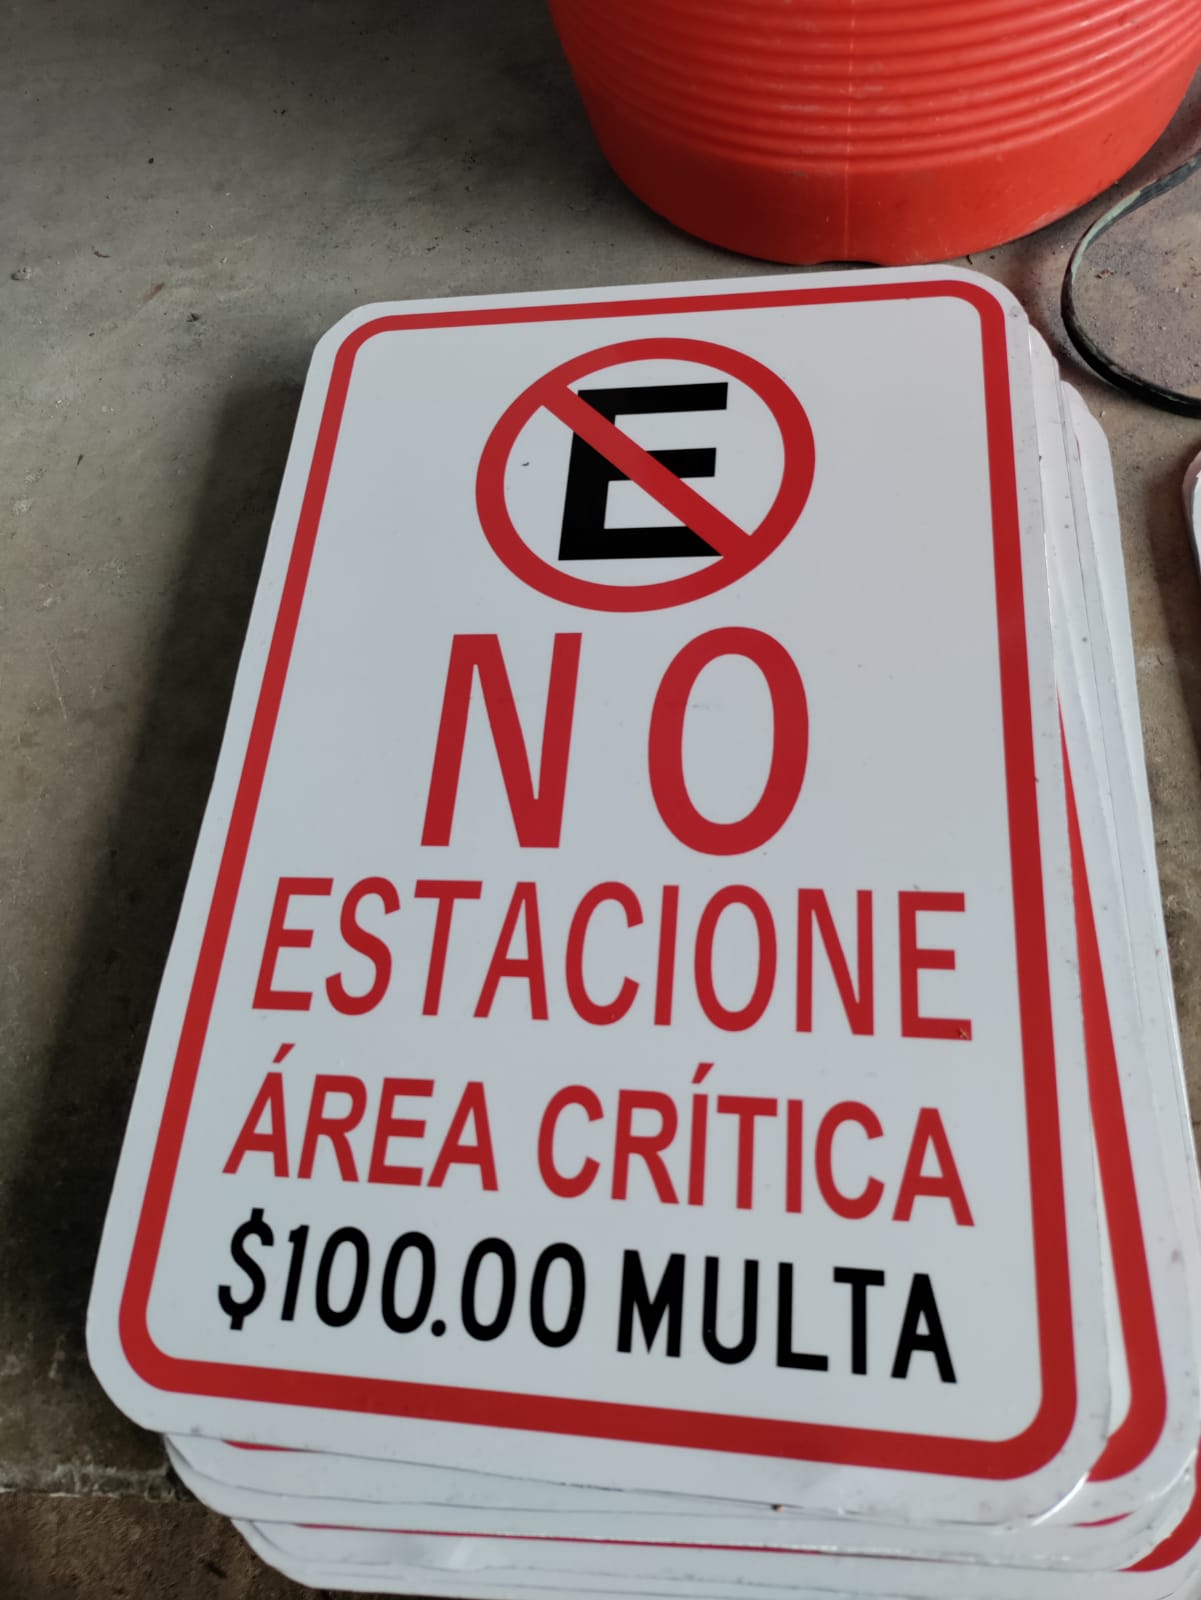 E
NO
ESTACIONE
ÁREA CRÍTICA
$100.00 MULTA